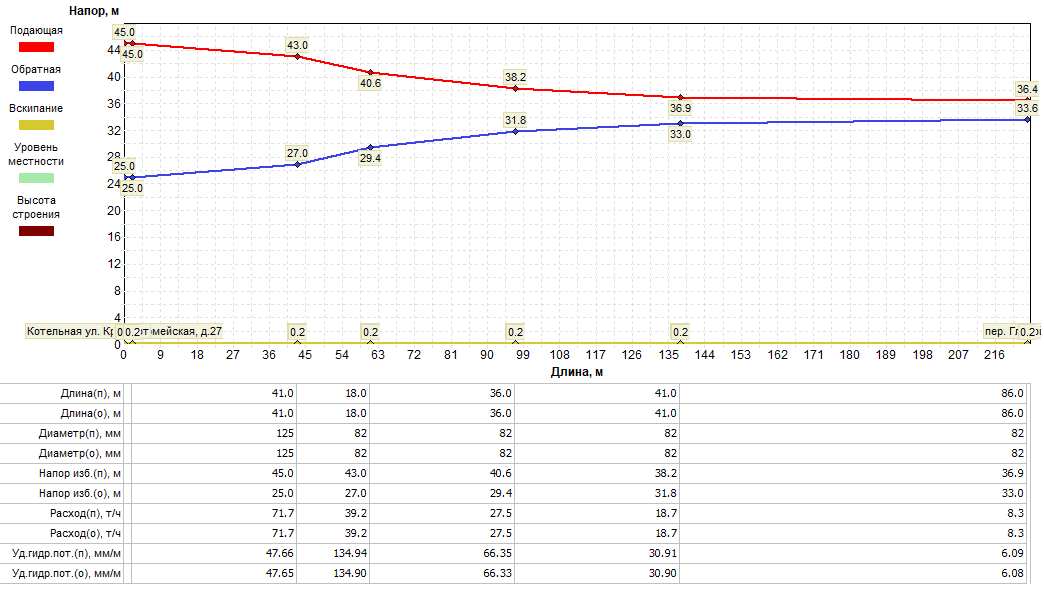 Напор, м
Подающая
Обратная
Вскипание
Уровень
местности
Высота
строения
44
40
36
32
28
24
20
16
12
8
4
0
45.0
45.0
43.0
40.6
38.2
36.9
36.4
25.0
25.0
27.0
29.4
31.8
33.0
33.6
Котельная ул. Кр
0.2
мейская, д.27
0.2
0.2
0.2
0.2
пер. Г
0.2
0 9 18 27 36 45 54 63 72 81 90 99 108 117 126 135 144 153 162 171 180 189 198 207 216
Длина, м
Длина(п), м 41.0 18.0 36.0 41.0 86.0
Длина(о), м 41.0 18.0 36.0 41.0 86.0
Диаметр(п), мм 125 82 82 82 82
Диаметр(о), мм 125 82 82 82 82
Напор изб.(п), м 45.0 43.0 40.6 38.2 36.9
Напор изб.(о), м 25.0 27.0 29.4 31.8 33.0
Расход(п), т/ч 71.7 39.2 27.5 18.7 8.3
Расход(о), т/ч 71.7 39.2 27.5 18.7 8.3
Уд.гидр.пот.(п), мм/м 47.66 134.94 66.35 30.91 6.09
Уд.гидр.пот.(о), мм/м 47.65 134.90 66.33 30.90 6.08